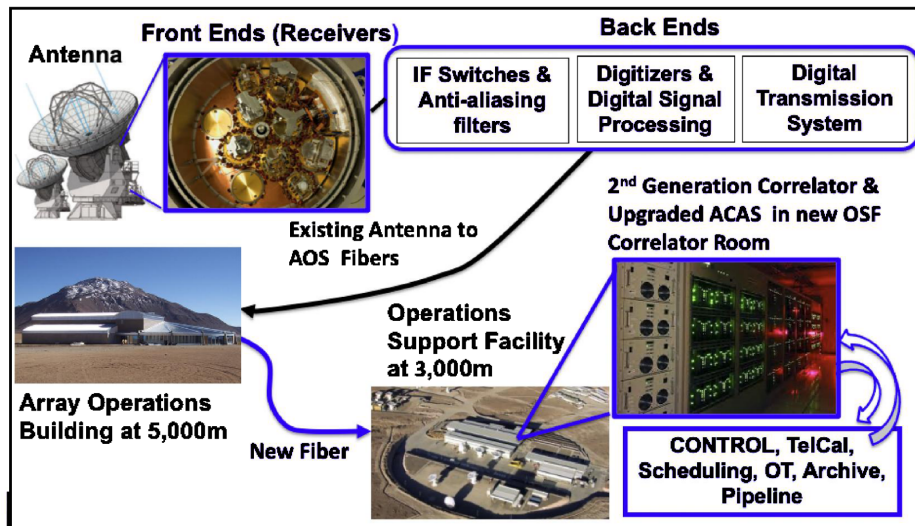 Antenna
Front Ends (Receivers)
Back Ends
IF Switches &
Anti-aliasing
filters
Digitizers &
Digital Signal
Processing
Digital
Transmission
System
Existing Antenna to
AOS Fibers
2nd Generation Correlator &
Upgraded ACAS in new OSF
Correlator Room
Array Operations
Building at 5,000m
New Fiber
Operations
Support Facility
at 3,000m
CONTROL, TelCal,
Scheduling, OT, Archive,
Pipeline